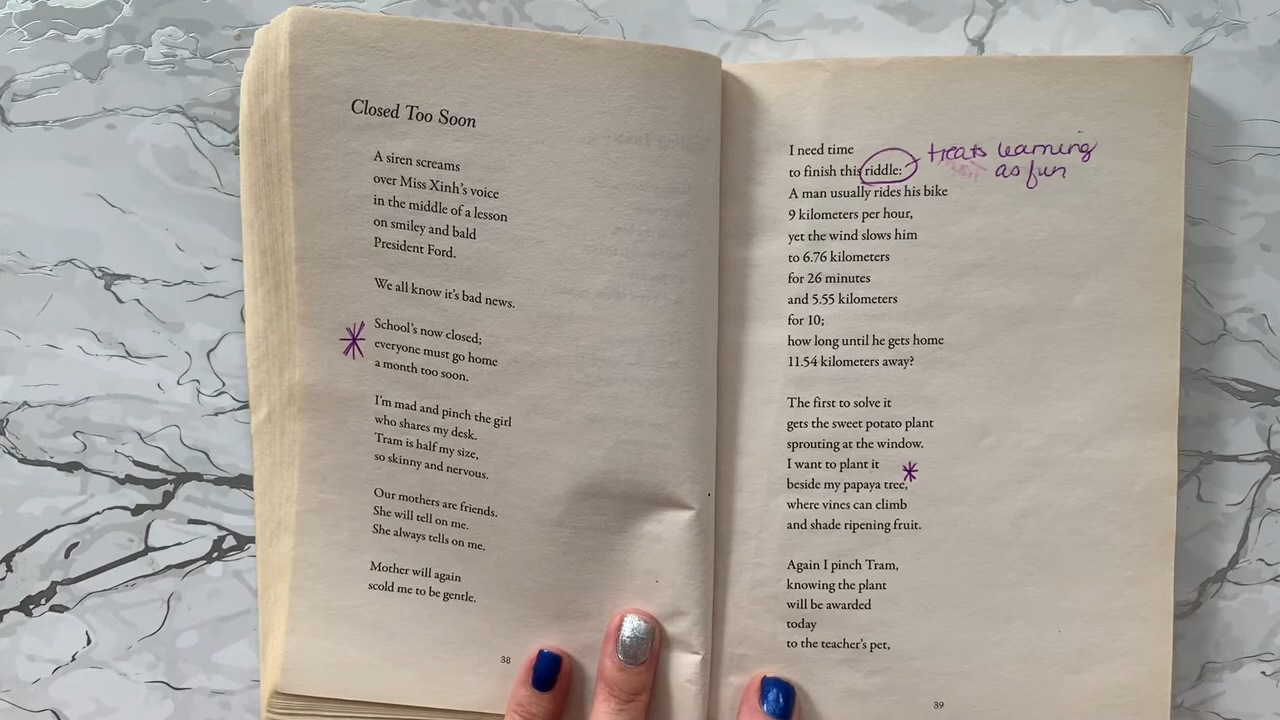 Closed Too Soon
A siren screams
over Miss Xinh's voice
in the middle of a lesson
on smiley and bald
President Ford.
We all know it's bad news.
School's now closed;
everyone must go home
a month too soon.
I'm mad and pinch the girl
who shares my desk.
Tram is half my size,
so skinny and nervous.
Our mothers are friends.
She will tell on me.
She always tells on me.
Mother will again
scold me to be gentle.
38
I need time
to finish this riddle:
treats learning
as fun
A man usually rides his bike
9 kilometers per hour,
yet the wind slows him
to 6.76 kilometers
for 26 minutes
and 5.55 kilometers
for 10;
how long until he gets home
11.54 kilometers away?
The first to solve it
gets the sweet potato plant
sprouting at the window.
I want to plant it
beside my papaya tree,
where vines can climb
and shade ripening fruit.
Again I pinch Tram,
knowing the plant
will be awarded
today
to the teacher's pet,
39